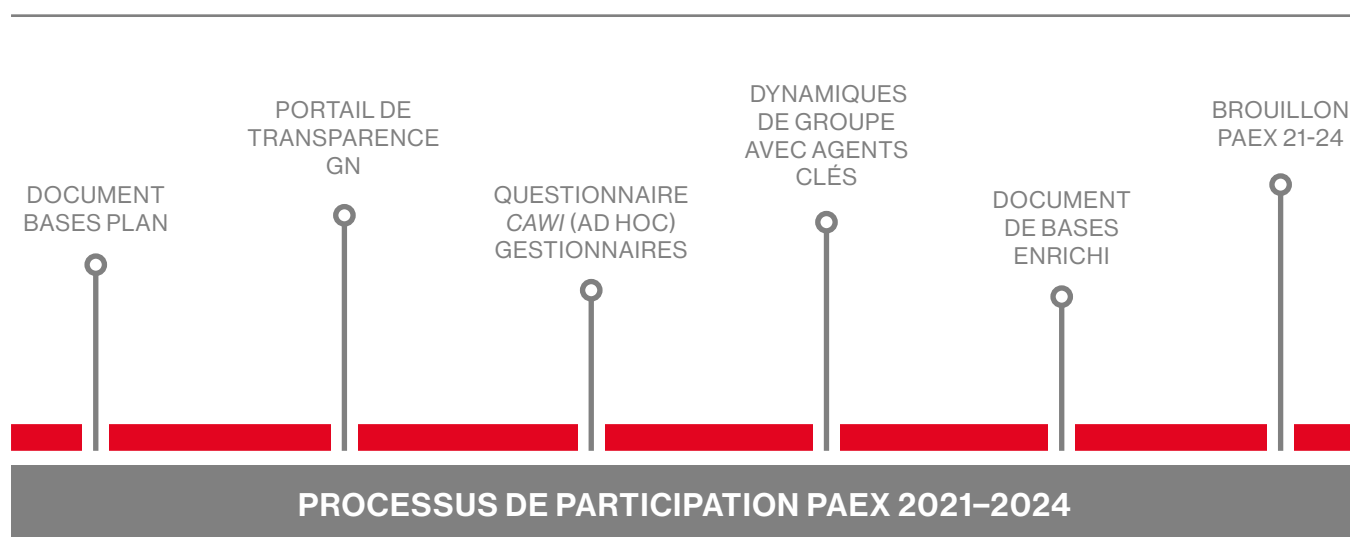 DOCUMENT
BASES PLAN
PORTAIL DE
TRANSPARENCE
GN
QUESTIONNAIRE
CAWI (AD HOC)
GESTIONNAIRES
DYNAMIQUES
DE GROUPE
AVEC AGENTS
CLÉS
DOCUMENT
DE BASES
ENRICHI
BROUILLON
PAEX 21-24
PROCESSUS DE PARTICIPATION PAEX 2021–2024